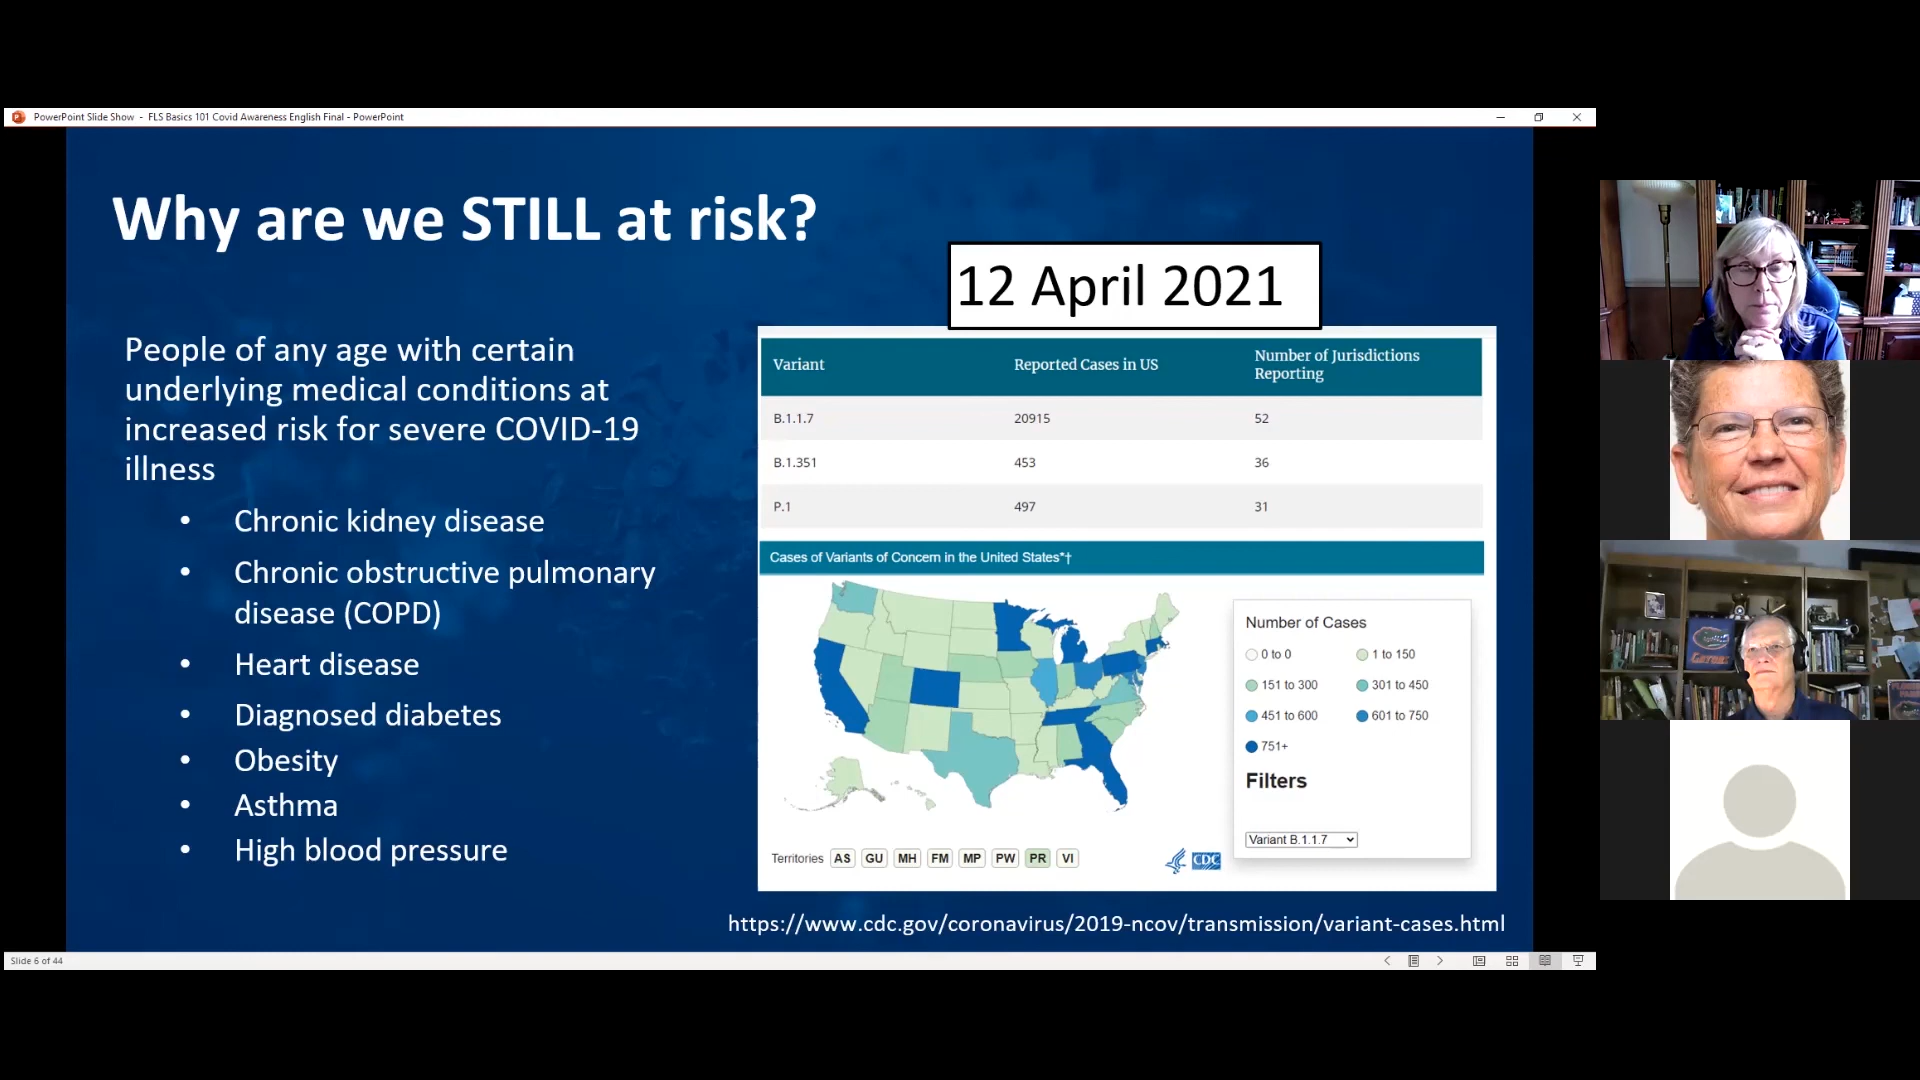 PowerPoint Slide Show - FLS Basics 101 Covid Awareness English Final - PowerPoint
Why are we STILL at risk?
12 April 2021
People of any age with certain
underlying medical conditions at
increased risk for severe COVID-19
illness
• Chronic kidney disease
• Chronic obstructive pulmonary
disease (COPD)
• Heart disease
• Diagnosed diabetes
• Obesity
• Asthma
• High blood pressure
Variant Reported Cases in US Number of Jurisdictions
Reporting
B.1.1.7 20915 52
B.1.351 453 36
P.1 497 31
Cases of Variants of Concern in the United States*†
Number of Cases
0 to 0 1 to 150
151 to 300 301 to 450
451 to 600 601 to 750
751+
Filters
Variant B.1.1.7
Territories AS GU MH FM MP PW PR VI
CDC
https://www.cdc.gov/coronavirus/2019-ncov/transmission/variant-cases.html
Slide 6 of 44
GATORS